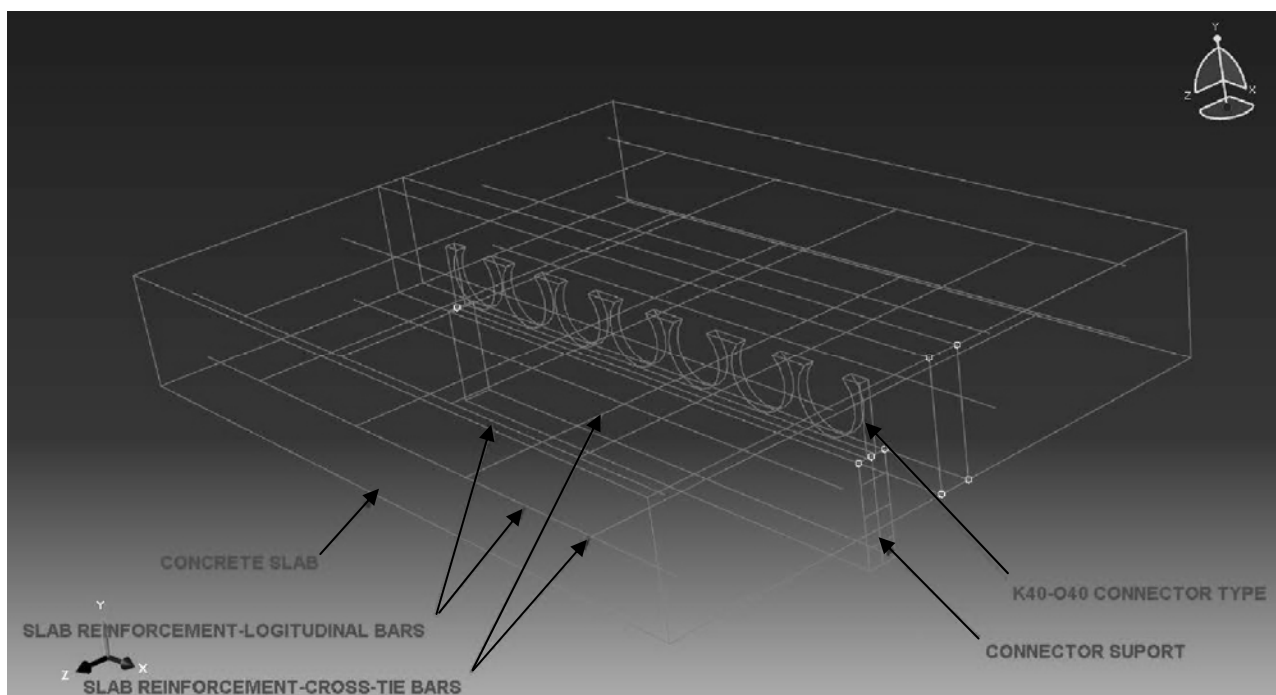 Y
Z X
CONCRETE SLAB
K40-O40 CONNECTOR TYPE
Y
SLAB REINFORCEMENT-LOGITUDINAL BARS
CONNECTOR SUPORT
Z X
SLAB REINFORCEMENT-CROSS-TIE BARS